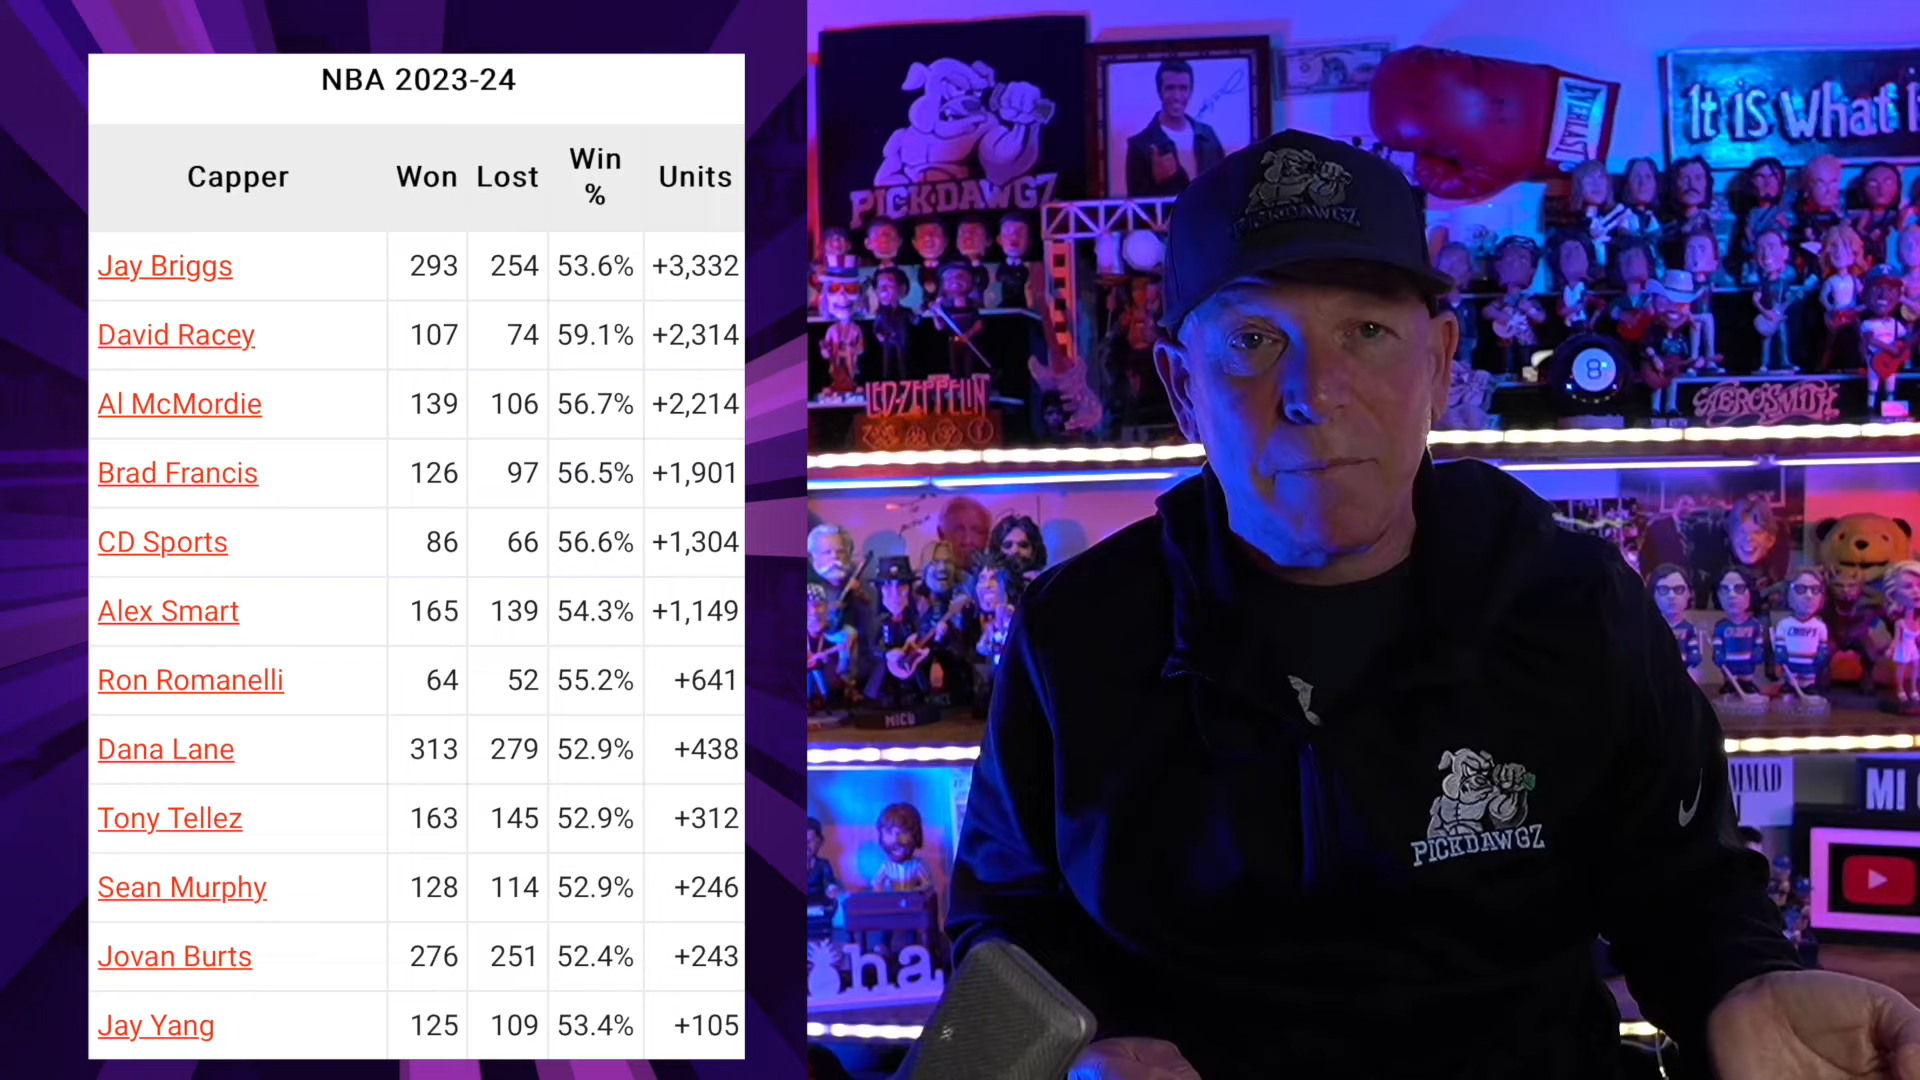 NBA 2023-24
Capper Won Lost Win % Units
Jay Briggs 293 254 53.6% +3,332
David Racey 107 74 59.1% +2,314
Al McMordie 139 106 56.7% +2,214
Brad Francis 126 97 56.5% +1,901
CD Sports 86 66 56.6% +1,304
Alex Smart 165 139 54.3% +1,149
Ron Romanelli 64 52 55.2% +641
Dana Lane 313 279 52.9% +438
Tony Tellez 163 145 52.9% +312
Sean Murphy 128 114 52.9% +246
Jovan Burts 276 251 52.4% +243
Jay Yang 125 109 53.4% +105
PICKDAWGZ
EVERLAST
It is What
PICKDAWGZ
8
LED-ZEPPELIN
AEROSMITH
MICK
PICKDAWGZ
MI
ha